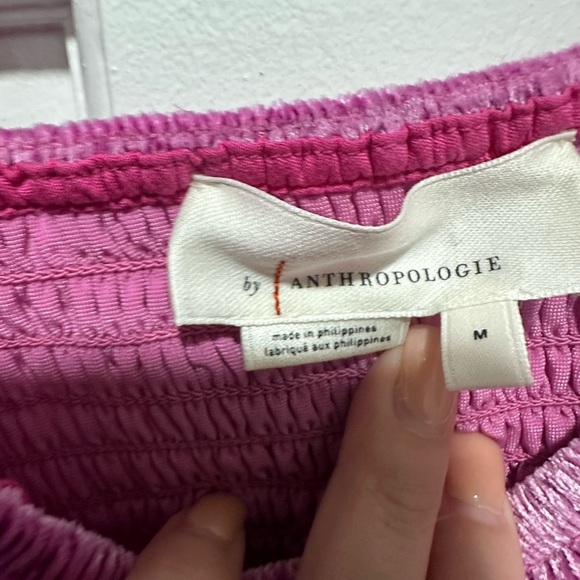 by ANTHROPOLOGIE
made in philippines
fabriqué aux philippines
M